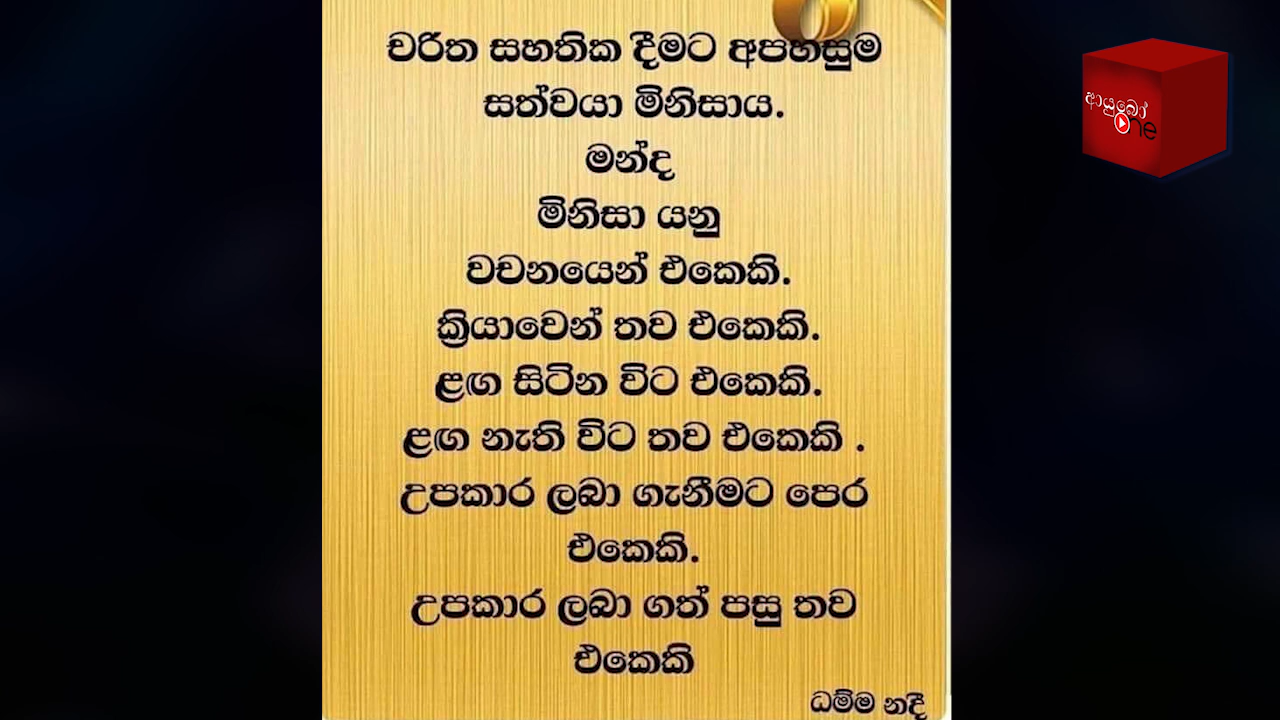 චරිත සහතික දීමට අපහසුම
සත්වයා මිනිසාය.
මන්ද
මිනිසා යනු
වචනයෙන් එකෙකි.
ක්‍රියාවෙන් තව එකෙකි.
ළඟ සිටින විට එකෙකි.
ළඟ නැති විට තව එකෙකි .
උපකාර ලබා ගැනීමට පෙර
එකෙකි.
උපකාර ලබා ගත් පසු තව
එකෙකි
ධම්ම නදී
ආයුබෝ
One